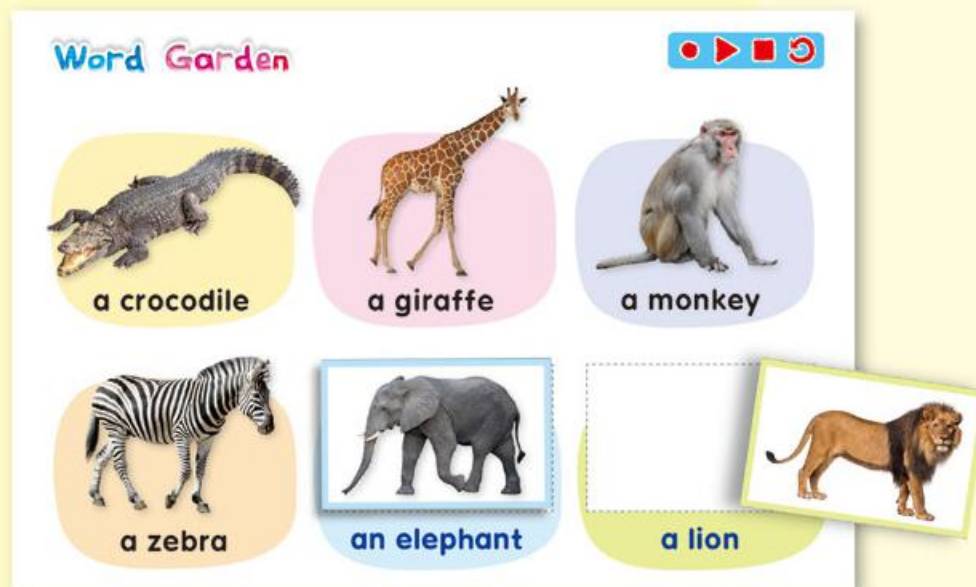 Word Garden
a crocodile
a giraffe
a monkey
a zebra
an elephant
a lion